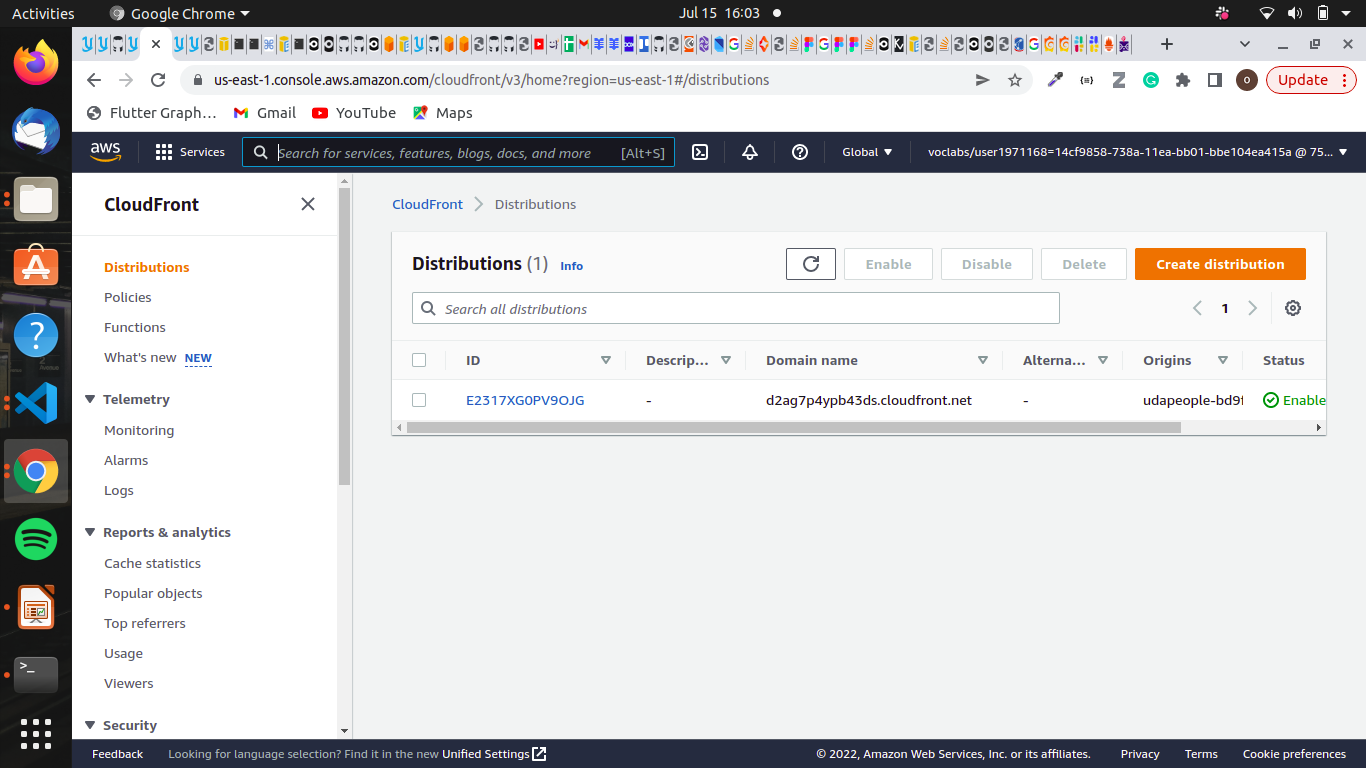 Activities Google Chrome Jul 15 16:03
us-east-1.console.aws.amazon.com/cloudfront/v3/home?region=us-east-1#/distributions Update
Flutter Graph... Gmail YouTube Maps
aws Services Search for services, features, blogs, docs, and more [Alt+S] Global voclabs/user1971168=14cf9858-738a-11ea-bb01-bbe104ea415a @ 75...
CloudFront
Distributions
Policies
Functions
What's new NEW
Telemetry
Monitoring
Alarms
Logs
Reports & analytics
Cache statistics
Popular objects
Top referrers
Usage
Viewers
Security
CloudFront Distributions
Distributions (1) Info Enable Disable Delete Create distribution
Search all distributions 1
ID Descrip... Domain name Alterna... Origins Status
E2317XG0PV9OJG - d2ag7p4ypb43ds.cloudfront.net - udapeople-bd9f Enable
Feedback Looking for language selection? Find it in the new Unified Settings © 2022, Amazon Web Services, Inc. or its affiliates. Privacy Terms Cookie preferences